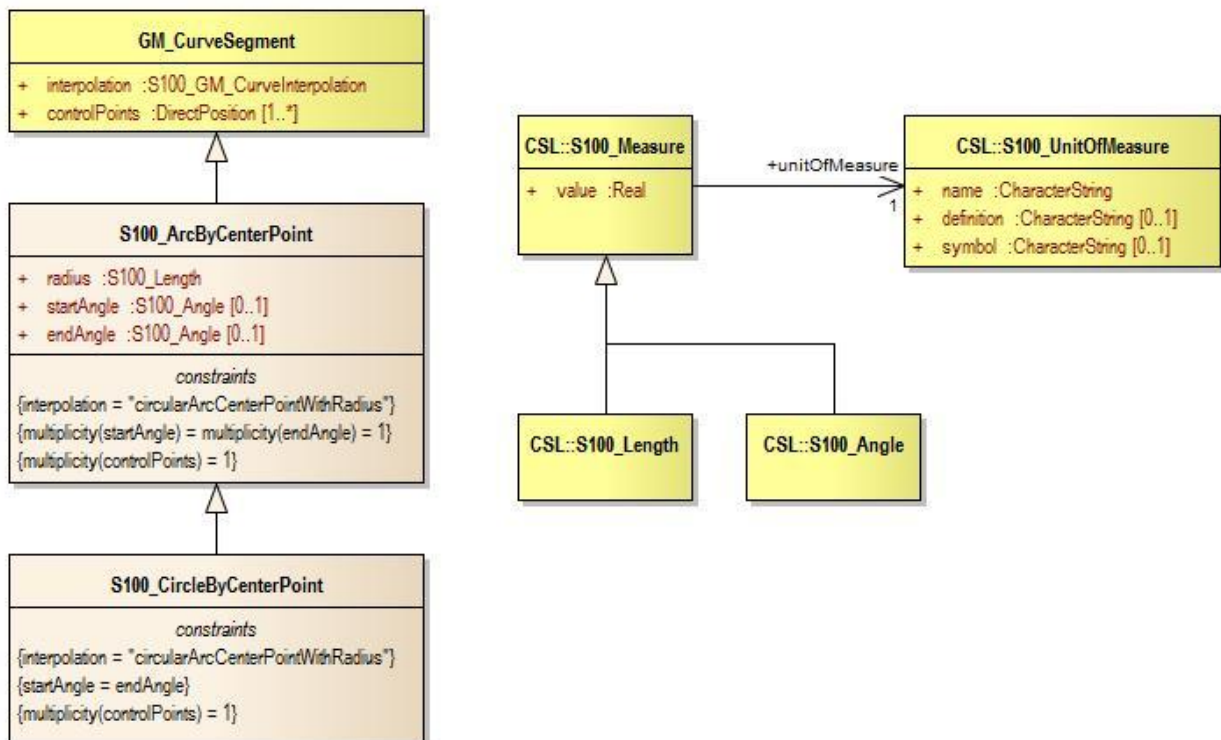 GM_CurveSegment
+ interpolation :S100_GM_CurveInterpolation
+ controlPoints :DirectPosition [1..*]
S100_ArcByCenterPoint
+ radius :S100_Length
+ startAngle :S100_Angle [0..1]
+ endAngle :S100_Angle [0..1]
constraints
{interpolation = "circularArcCenterPointWithRadius"}
{multiplicity(startAngle) = multiplicity(endAngle) = 1}
{multiplicity(controlPoints) = 1}
S100_CircleByCenterPoint
constraints
{interpolation = "circularArcCenterPointWithRadius"}
{startAngle = endAngle}
{multiplicity(controlPoints) = 1}
CSL::S100_Measure
+ value :Real
+unitOfMeasure
1
CSL::S100_UnitOfMeasure
+ name :CharacterString
+ definition :CharacterString [0..1]
+ symbol :CharacterString [0..1]
CSL::S100_Length
CSL::S100_Angle